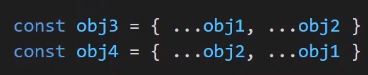 const obj3 = { ...obj1, ...obj2 }
const obj4 = { ...obj2, ...obj1 }